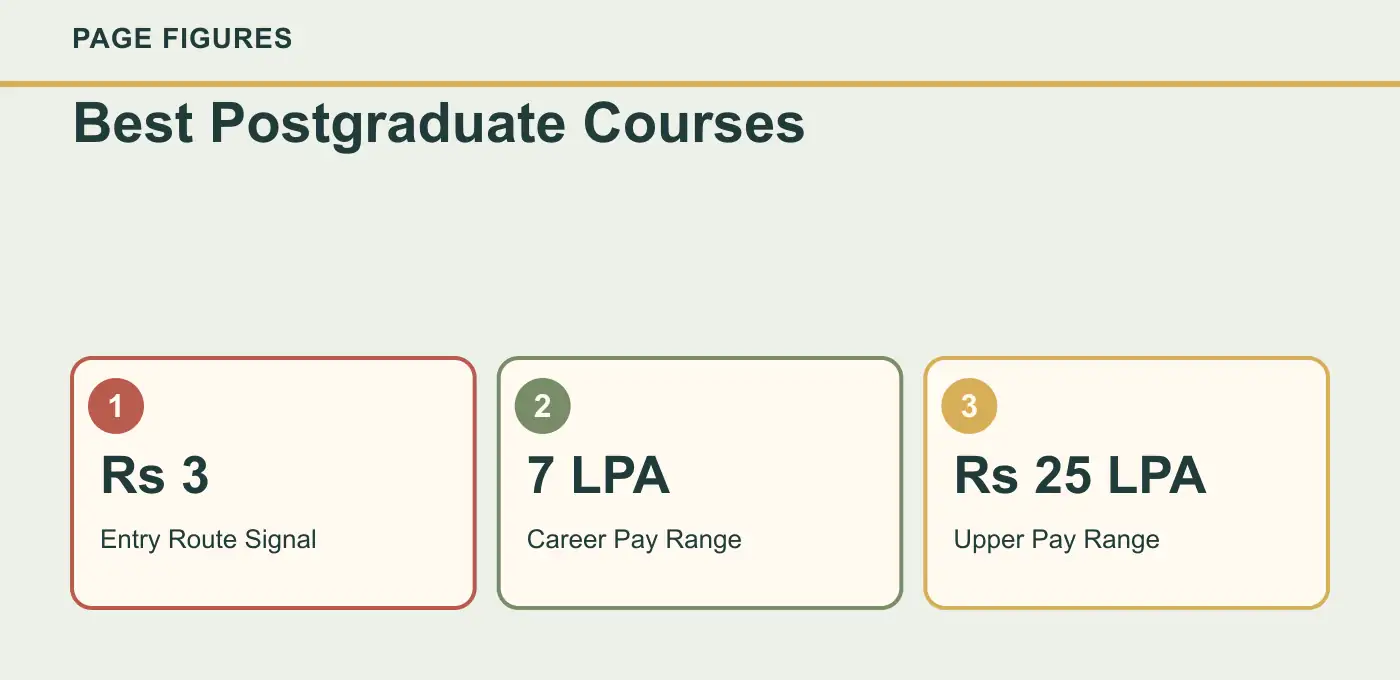 PAGE FIGURES
Best Postgraduate Courses
1
Rs 3
Entry Route Signal
2
7 LPA
Career Pay Range
3
Rs 25 LPA
Upper Pay Range